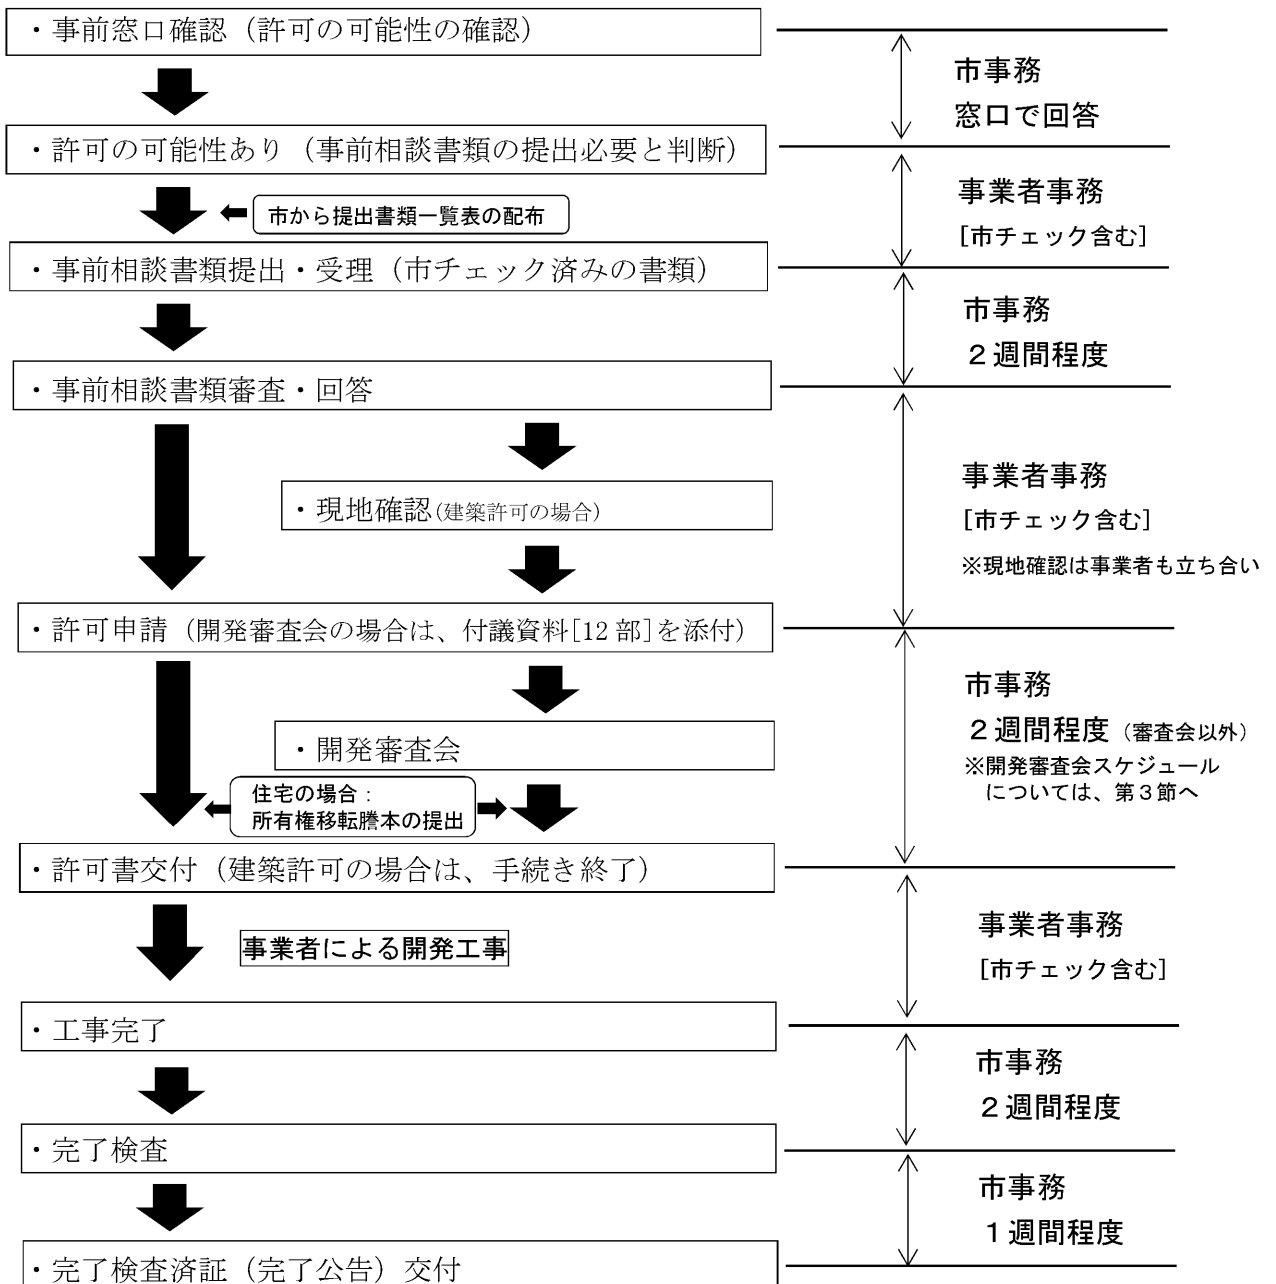 ・事前窓口確認（許可の可能性の確認）
市事務
窓口で回答
・許可の可能性あり（事前相談書類の提出必要と判断）
市から提出書類一覧表の配布
事業者事務
[市チェック含む]
・事前相談書類提出・受理（市チェック済みの書類）
市事務
２週間程度
・事前相談書類審査・回答
・現地確認(建築許可の場合)
事業者事務
[市チェック含む]
※現地確認は事業者も立ち合い
・許可申請（開発審査会の場合は、付議資料[12部]を添付）
・開発審査会
市事務
２週間程度（審査会以外）
※開発審査会スケジュール
については、第３節へ
住宅の場合：
所有権移転謄本の提出
・許可書交付（建築許可の場合は、手続き終了）
事業者による開発工事
事業者事務
[市チェック含む]
・工事完了
市事務
２週間程度
・完了検査
市事務
１週間程度
・完了検査済証（完了公告）交付